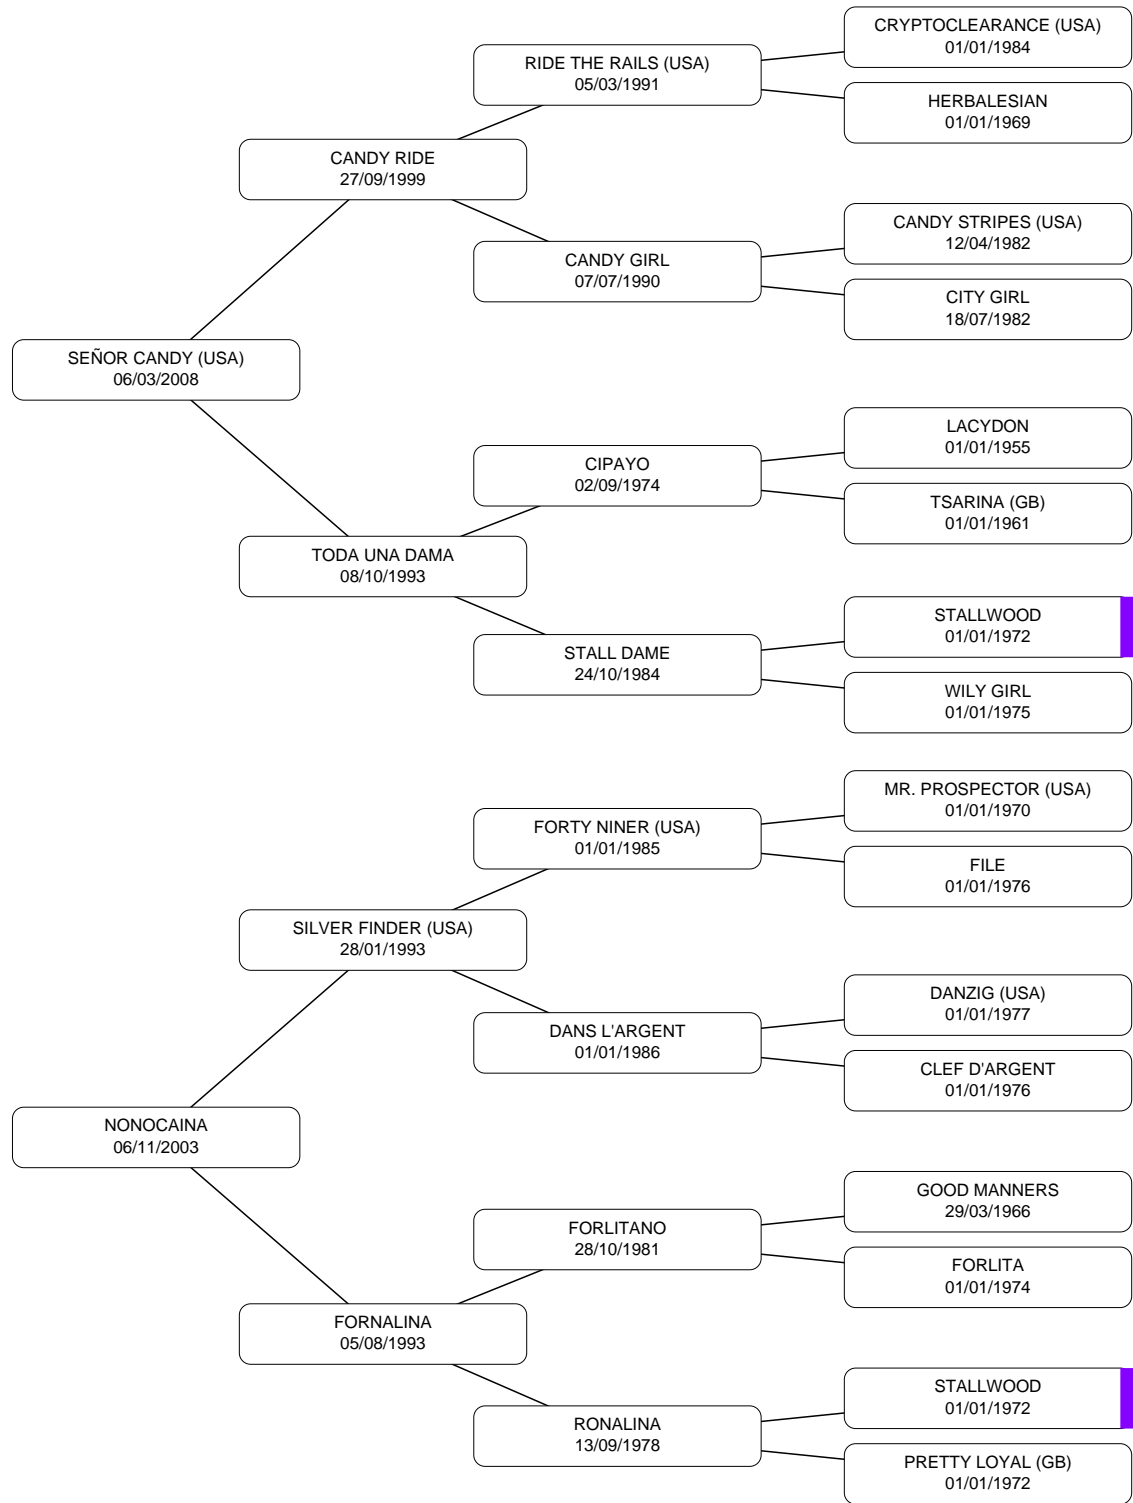 CRYPTOCLEARANCE (USA)
01/01/1984
RIDE THE RAILS (USA)
05/03/1991
HERBALESIAN
01/01/1969
CANDY RIDE
27/09/1999
CANDY STRIPES (USA)
12/04/1982
CANDY GIRL
07/07/1990
CITY GIRL
18/07/1982
SEÑOR CANDY (USA)
06/03/2008
LACYDON
01/01/1955
CIPAYO
02/09/1974
TSARINA (GB)
01/01/1961
TODA UNA DAMA
08/10/1993
STALLWOOD
01/01/1972
STALL DAME
24/10/1984
WILY GIRL
01/01/1975
MR. PROSPECTOR (USA)
01/01/1970
FORTY NINER (USA)
01/01/1985
FILE
01/01/1976
SILVER FINDER (USA)
28/01/1993
DANZIG (USA)
01/01/1977
DANS L'ARGENT
01/01/1986
CLEF D'ARGENT
01/01/1976
NONOCAINA
06/11/2003
GOOD MANNERS
29/03/1966
FORLITANO
28/10/1981
FORLITA
01/01/1974
FORNALINA
05/08/1993
STALLWOOD
01/01/1972
RONALINA
13/09/1978
PRETTY LOYAL (GB)
01/01/1972